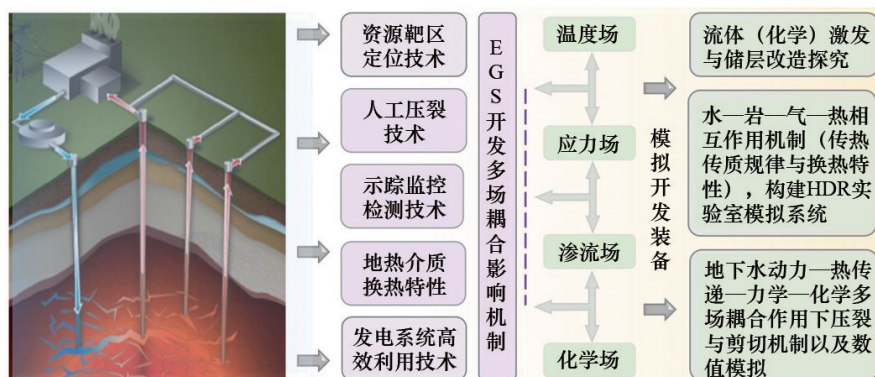 资源靶区
定位技术
人工压裂
技术
示踪监控
检测技术
地热介质
换热特性
发电系统高
效利用技术
EGS开发多场耦合影响机制
温度场
应力场
渗流场
化学场
模拟开发装备
流体（化学）激发
与储层改造探究
水—岩—气—热相
互作用机制（传热
传质规律与换热特
性），构建HDR实
验室模拟系统
地下水动力—热传
递—力学—化学多
场耦合作用下压裂
与剪切机制以及数
值模拟